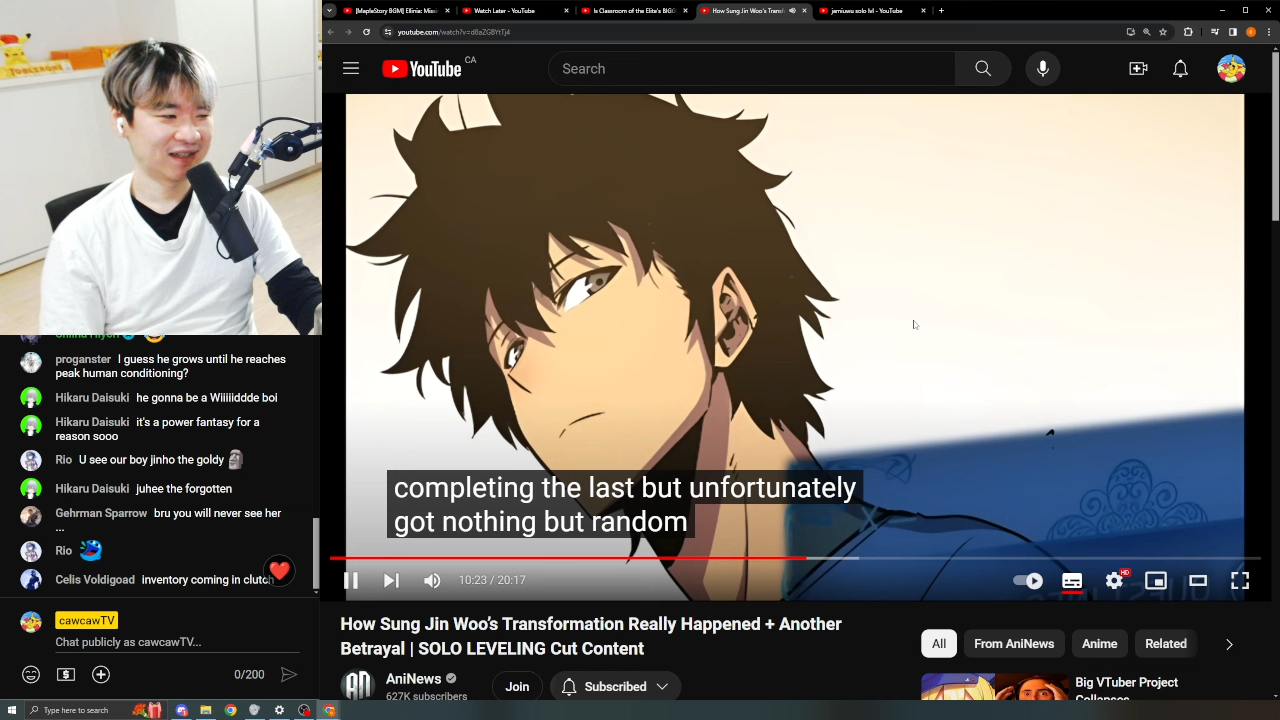 [MapleStory BGM] Ellinia: Missi
Watch Later - YouTube
Is Classroom of the Elite's BIGG
How Sung Jin Woo's Transf
jamiuwu solo lvl - YouTube
youtube.com/watch?v=d8aZGBYtTj4
YouTube CA
Search
proganster I guess he grows until he reaches
peak human conditioning?
Hikaru Daisuki he gonna be a Wiiiiiddde boi
Hikaru Daisuki it's a power fantasy for a
reason sooo
Rio U see our boy jinho the goldy
Hikaru Daisuki juhee the forgotten
Gehrman Sparrow bru you will never see her
...
Rio
Celis Voldigoad inventory coming in clutch
cawcawTV
Chat publicly as cawcawTV...
0/200
completing the last but unfortunately
got nothing but random
10:23 / 20:17
HD
How Sung Jin Woo's Transformation Really Happened + Another
Betrayal | SOLO LEVELING Cut Content
AniNews
627K subscribers
Join
Subscribed
All
From AniNews
Anime
Related
Big VTuber Project
Collapses
Type here to search